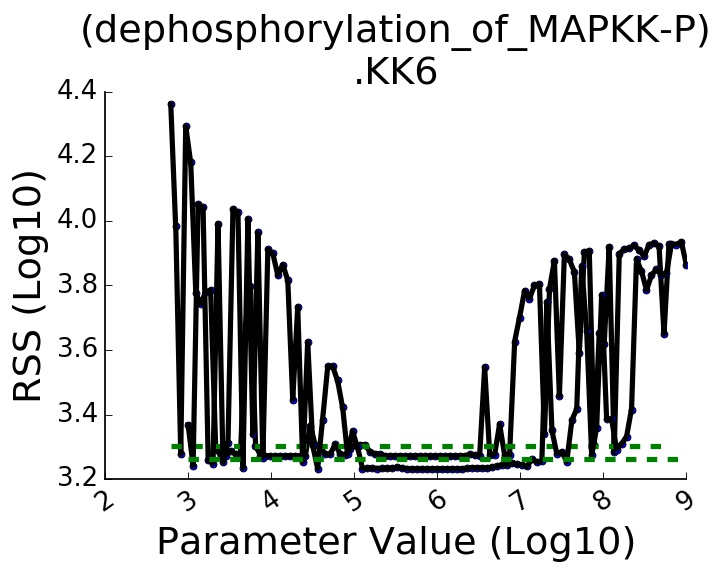 (dephosphorylation_of_MAPKK-P)
.KK6
4.4
4.2
4.0
3.8
3.6
3.4
3.2
RSS (Log10)
2 3 4 5 6 7 8 9
Parameter Value (Log10)